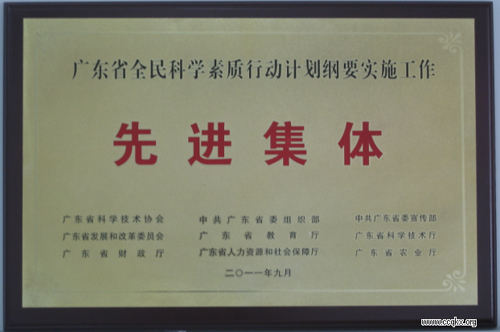 广东省全民科学素质行动计划纲要实施工作
先进集体
广东省科学技术协会 中共广东省委组织部 中共广东省委宣传部
广东省发展和改革委员会 广东省教育厅 广东省科学技术厅
广东省财政厅 广东省人力资源和社会保障厅 广东省农业厅
二〇一一年九月
www.ccqkx.org